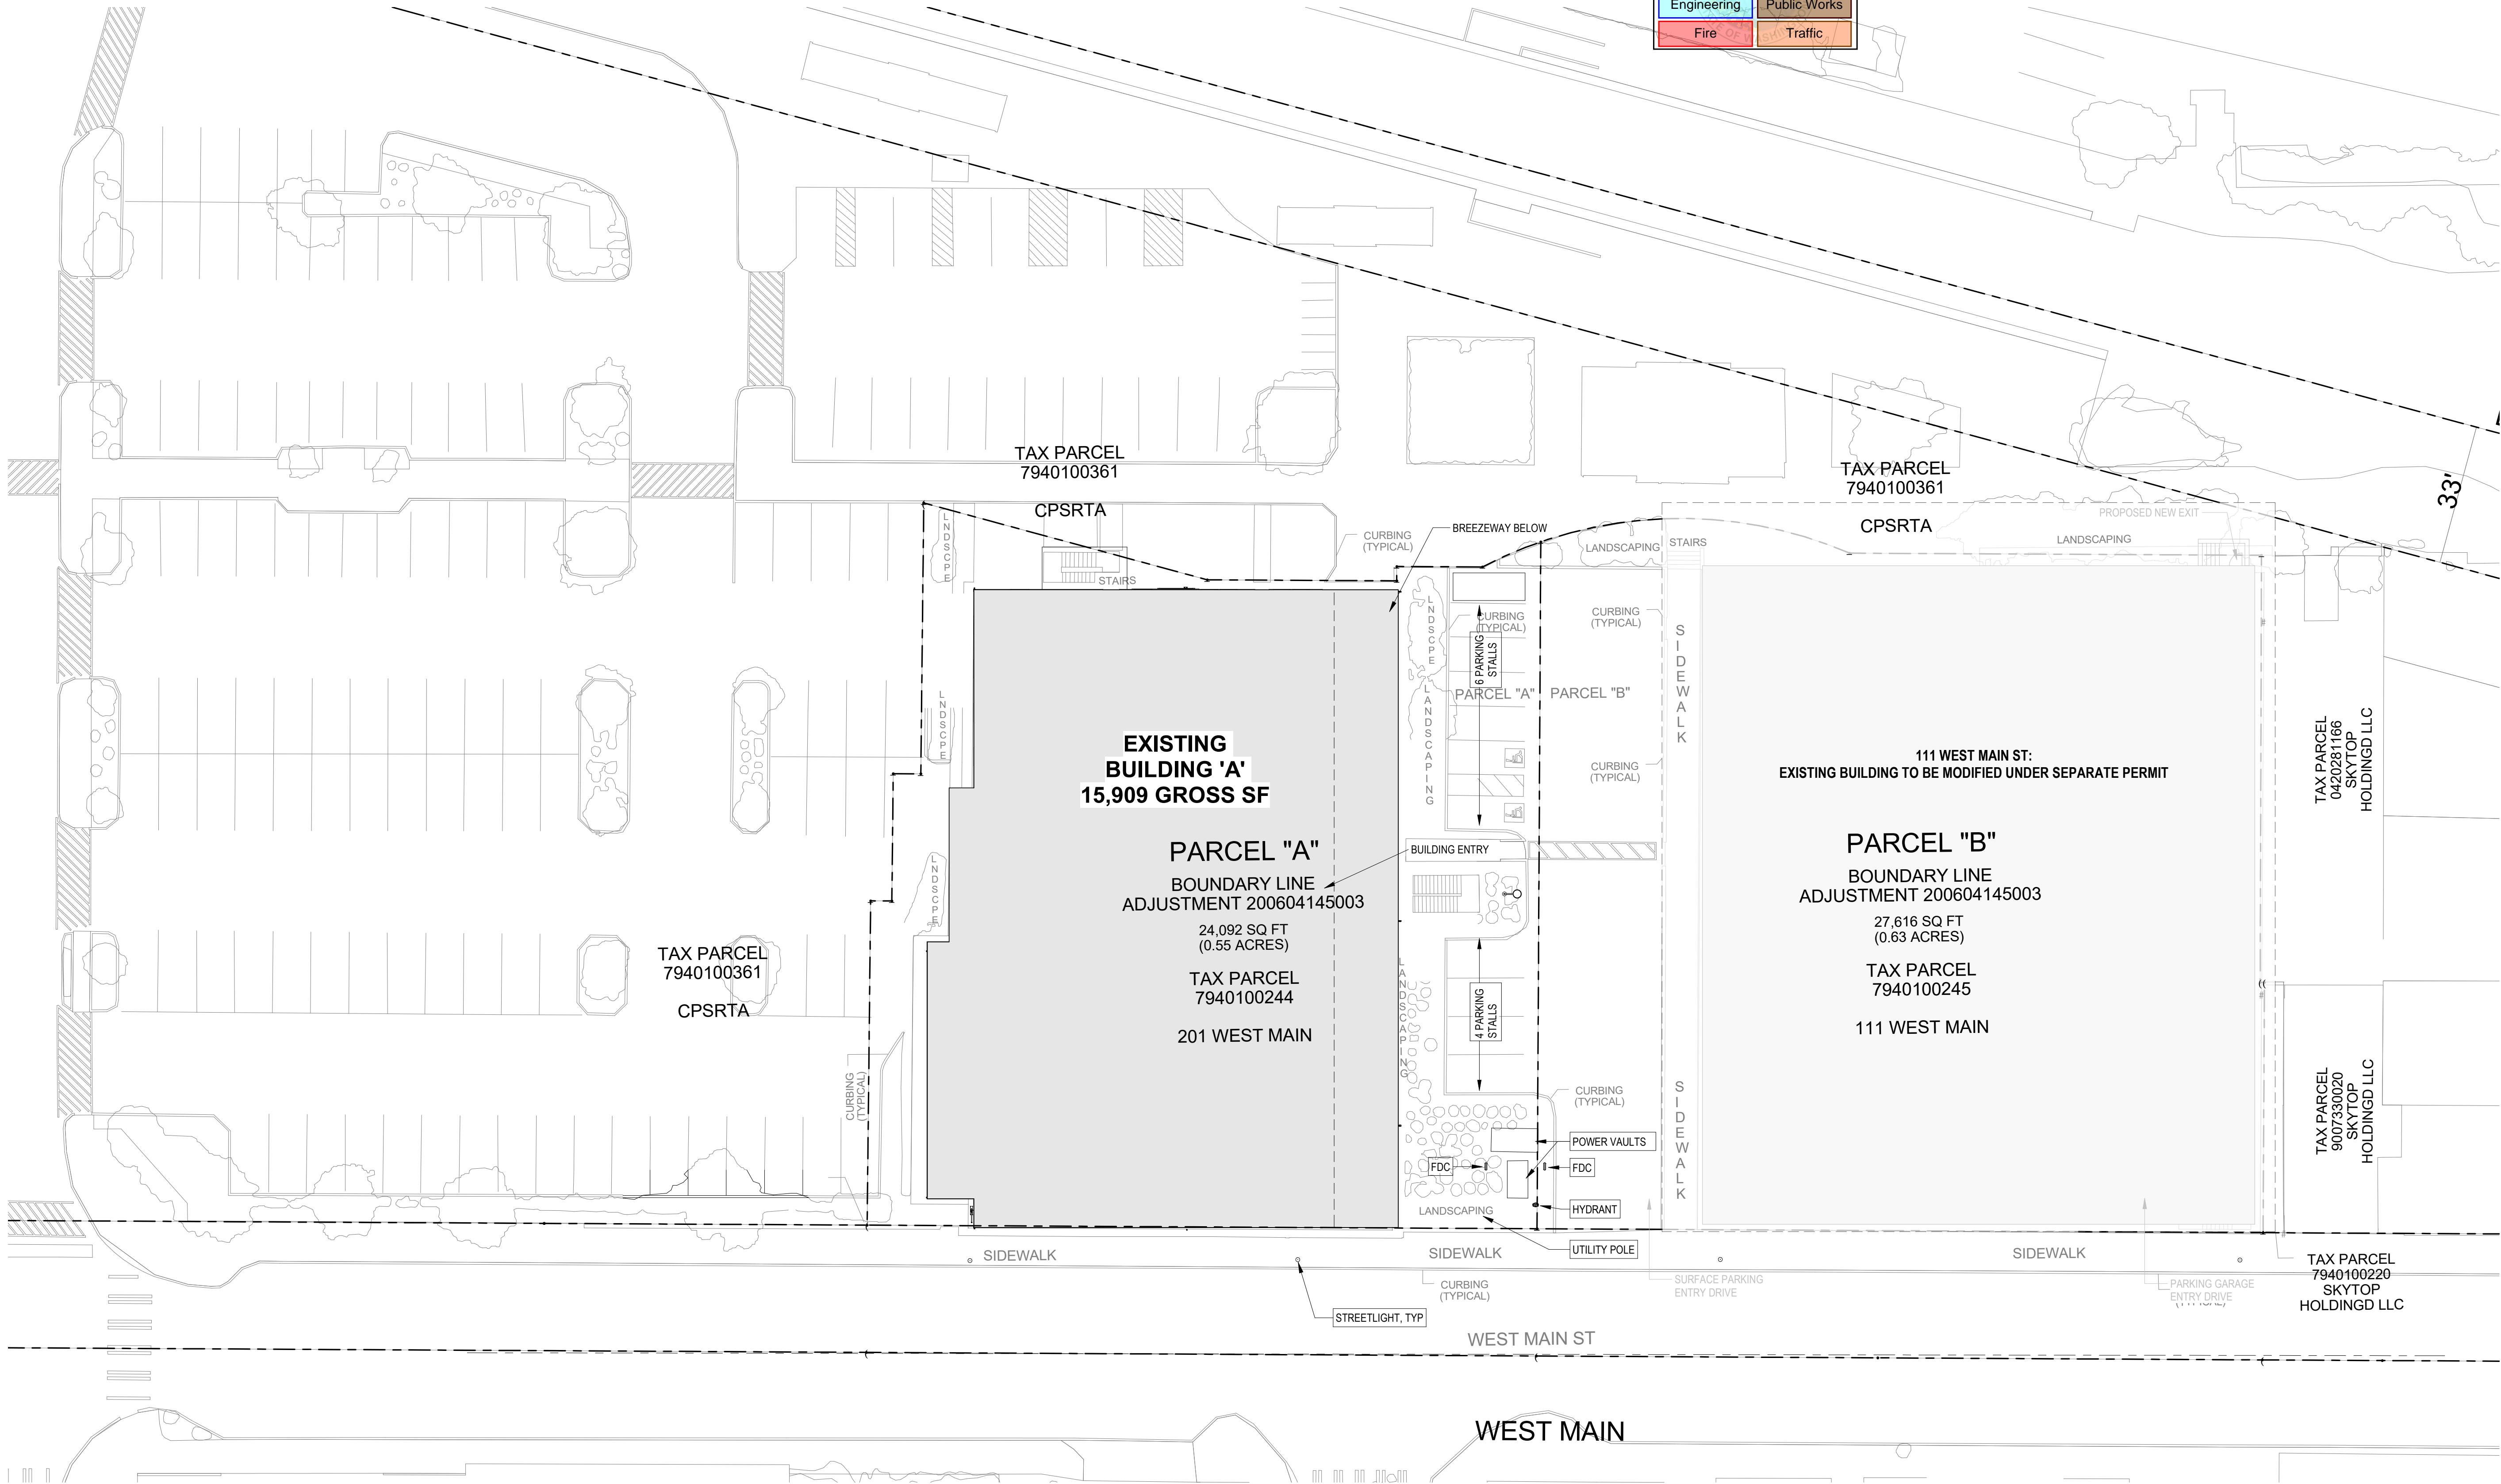 Engineering
Public Works
Fire
Traffic
OF WASHI
TAX PARCEL
7940100361
CPSRTA
TAX PARCEL
7940100361
CPSRTA
33'
PROPOSED NEW EXIT
LANDSCAPING
BREEZEWAY BELOW
CURBING
(TYPICAL)
LANDSCAPING
STAIRS
LNDSCPE
STAIRS
LNDSCPE
CURBING
(TYPICAL)
CURBING
(TYPICAL)
SIDEWALK
6 PARKING
STALLS
PARCEL "A"
PARCEL "B"
LNDSCPE
LANDSCAPING
EXISTING
BUILDING 'A'
15,909 GROSS SF
111 WEST MAIN ST:
EXISTING BUILDING TO BE MODIFIED UNDER SEPARATE PERMIT
TAX PARCEL
0420281166
SKYTOP
HOLDINGD LLC
CURBING
(TYPICAL)
LNDSCPE
PARCEL "A"
BOUNDARY LINE
ADJUSTMENT 200604145003
24,092 SQ FT
(0.55 ACRES)
TAX PARCEL
7940100244
201 WEST MAIN
BUILDING ENTRY
PARCEL "B"
BOUNDARY LINE
ADJUSTMENT 200604145003
27,616 SQ FT
(0.63 ACRES)
TAX PARCEL
7940100245
111 WEST MAIN
TAX PARCEL
7940100361
CPSRTA
LANDSCAPING
4 PARKING
STALLS
CURBING
(TYPICAL)
CURBING
(TYPICAL)
SIDEWALK
TAX PARCEL
9007330020
SKYTOP
HOLDINGD LLC
POWER VAULTS
FDC
FDC
HYDRANT
LANDSCAPING
UTILITY POLE
SIDEWALK
SIDEWALK
SIDEWALK
CURBING
(TYPICAL)
SURFACE PARKING
ENTRY DRIVE
PARKING GARAGE
ENTRY DRIVE
(TYPICAL)
TAX PARCEL
7940100220
SKYTOP
HOLDINGD LLC
STREETLIGHT, TYP
WEST MAIN ST
WEST MAIN